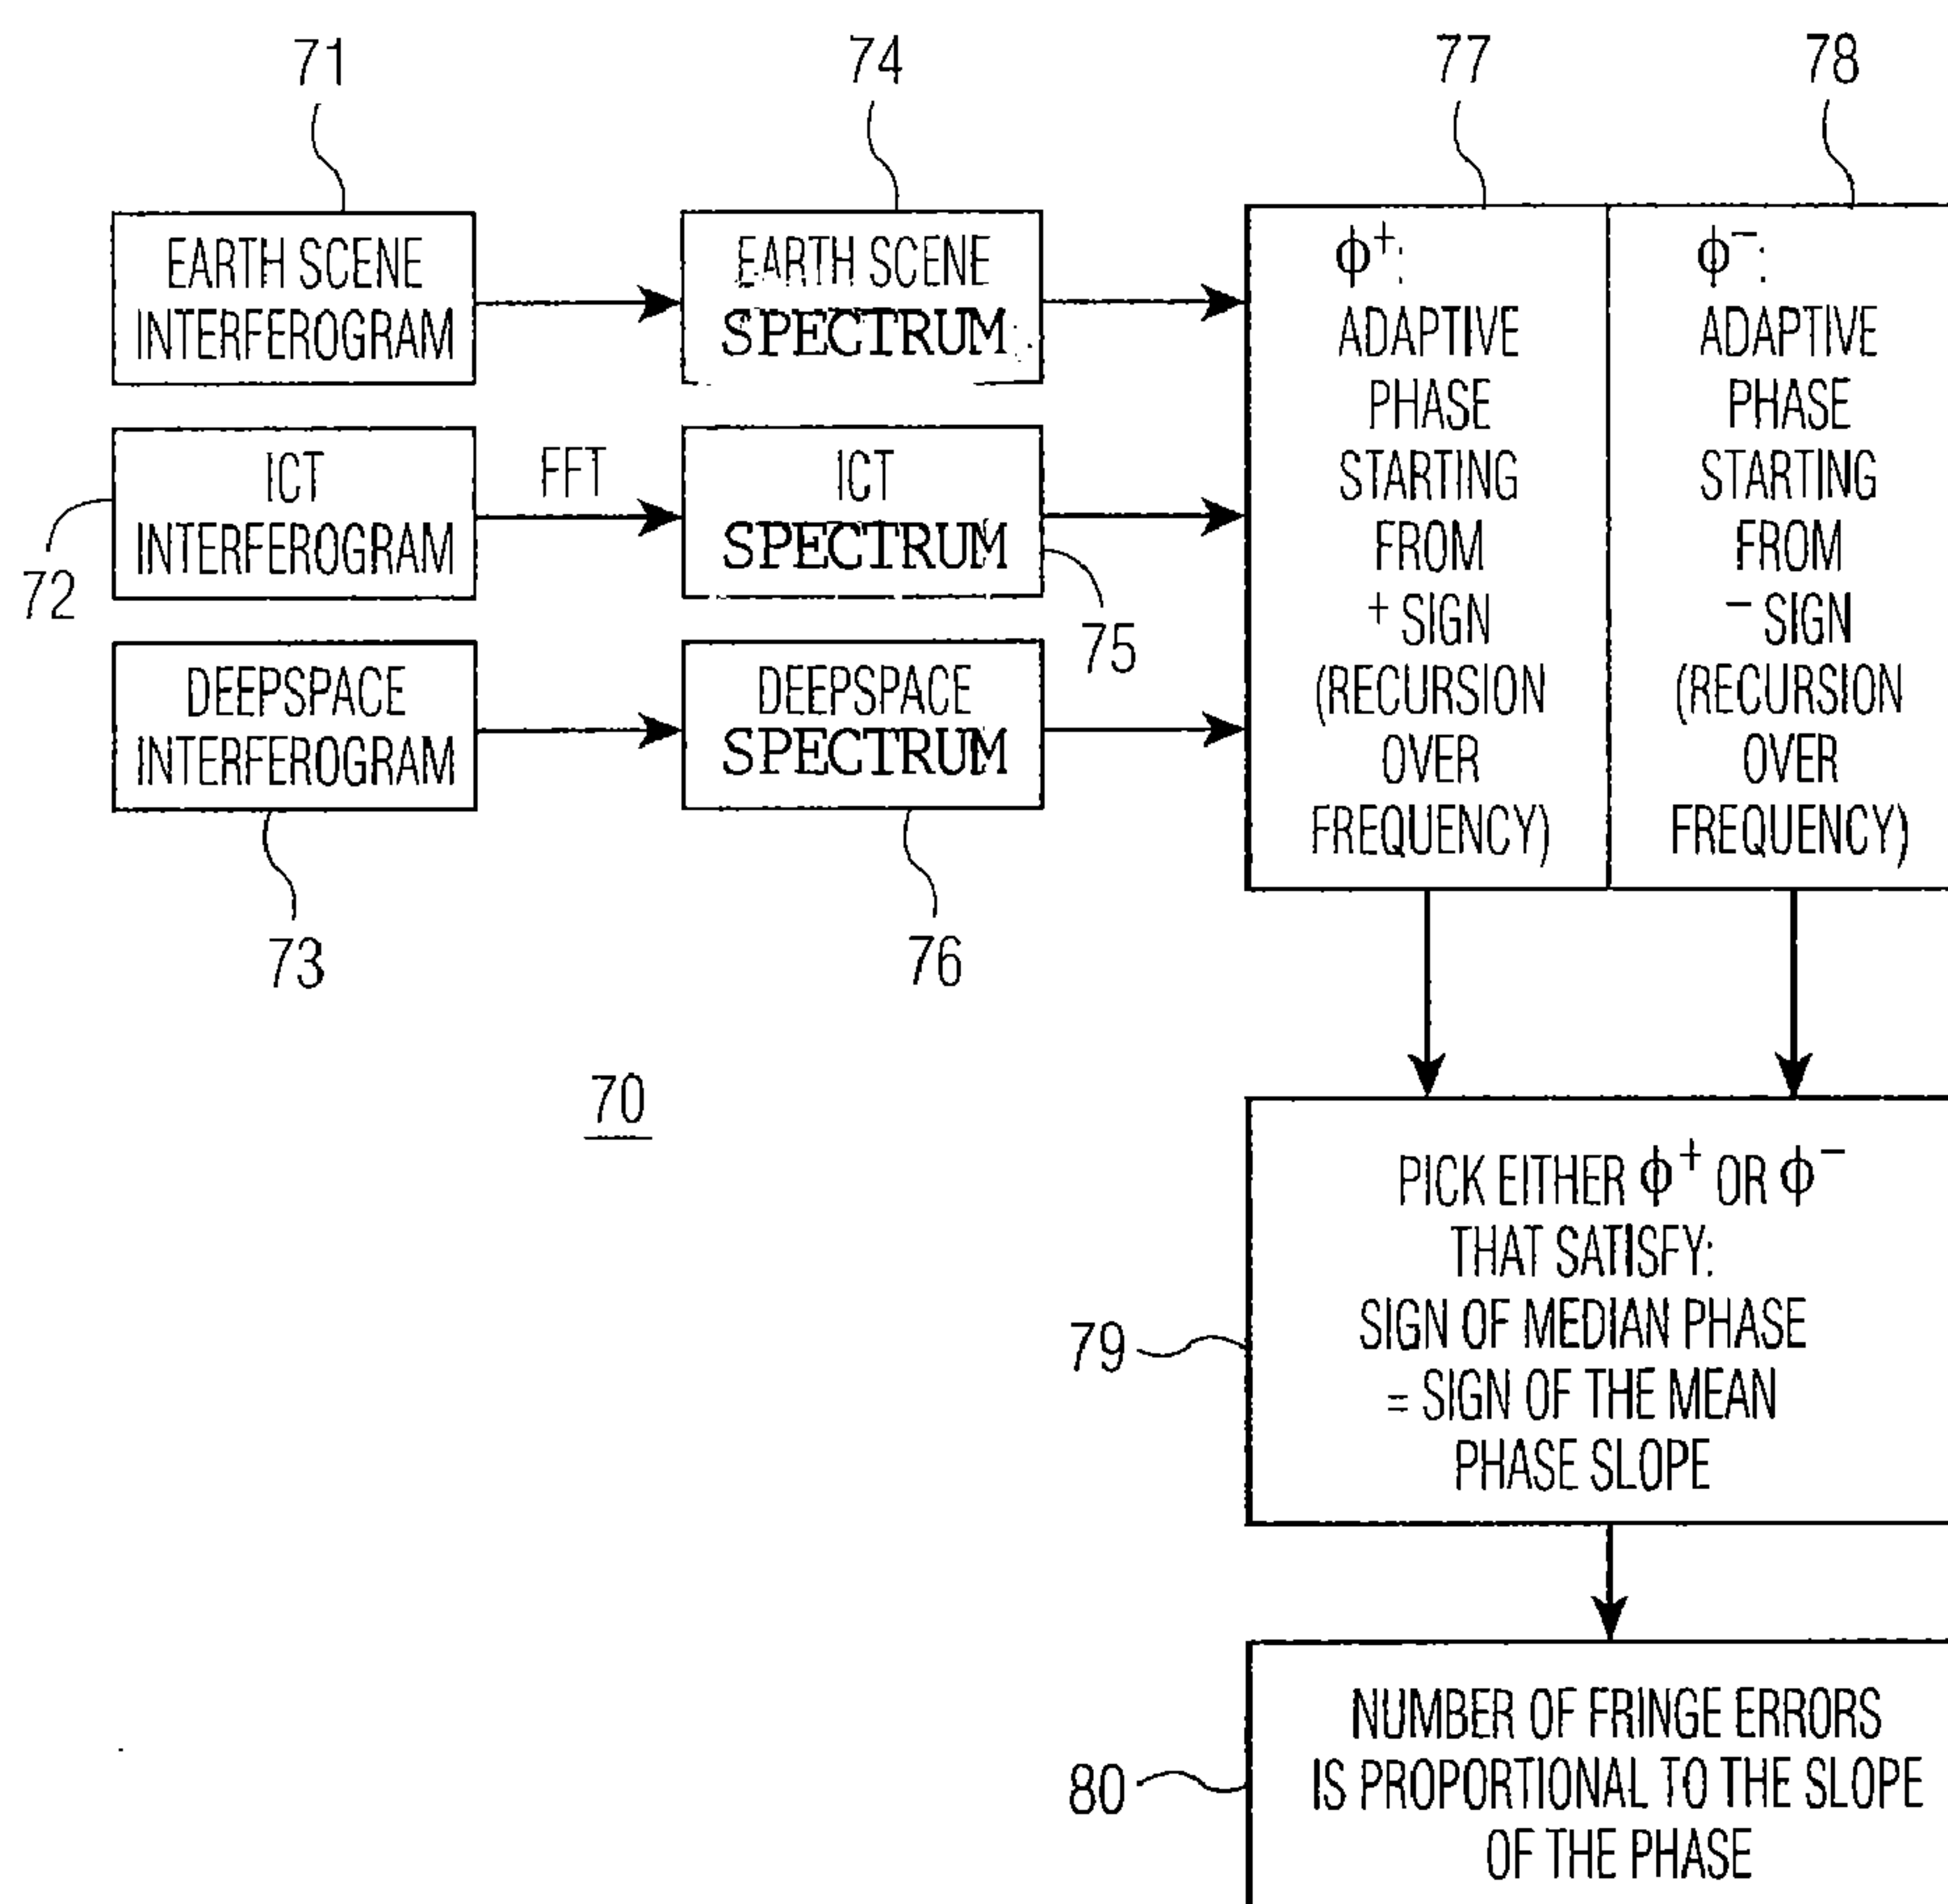 71
74
77
78
EARTH SCENE
INTERFEROGRAM
EARTH SCENE
SPECTRUM
ICT
INTERFEROGRAM
FFT
ICT
SPECTRUM
72
75
DEEPSPACE
INTERFEROGRAM
DEEPSPACE
SPECTRUM
73
76
ϕ⁺:
ADAPTIVE
PHASE
STARTING
FROM
+ SIGN
(RECURSION
OVER
FREQUENCY)
ϕ⁻:
ADAPTIVE
PHASE
STARTING
FROM
− SIGN
(RECURSION
OVER
FREQUENCY)
70
PICK EITHER ϕ⁺ OR ϕ⁻
THAT SATISFY:
SIGN OF MEDIAN PHASE
= SIGN OF THE MEAN
PHASE SLOPE
79
NUMBER OF FRINGE ERRORS
IS PROPORTIONAL TO THE SLOPE
OF THE PHASE
80